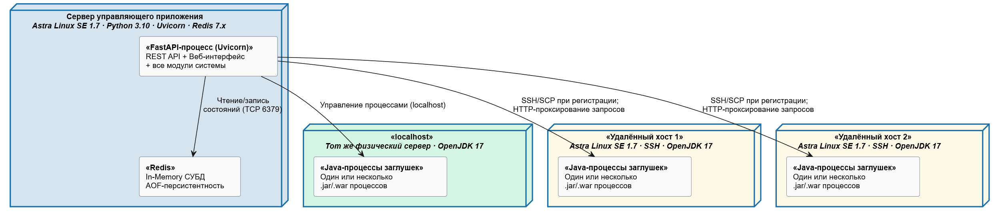 Сервер управляющего приложения
Astra Linux SE 1.7 · Python 3.10 · Uvicorn · Redis 7.x
«FastAPI-процесс (Uvicorn)»
REST API + Веб-интерфейс
+ все модули системы
Чтение/запись
состояний (TCP 6379)
Управление процессами (localhost)
SSH/SCP при регистрации;
HTTP-проксирование запросов
SSH/SCP при регистрации;
HTTP-проксирование запросов
«Redis»
In-Memory СУБД
AOF-персистентность
«localhost»
Тот же физический сервер · OpenJDK 17
«Java-процессы заглушек»
Один или несколько
.jar/.war процессов
«Удалённый хост 1»
Astra Linux SE 1.7 · SSH · OpenJDK 17
«Java-процессы заглушек»
Один или несколько
.jar/.war процессов
«Удалённый хост 2»
Astra Linux SE 1.7 · SSH · OpenJDK 17
«Java-процессы заглушек»
Один или несколько
.jar/.war процессов